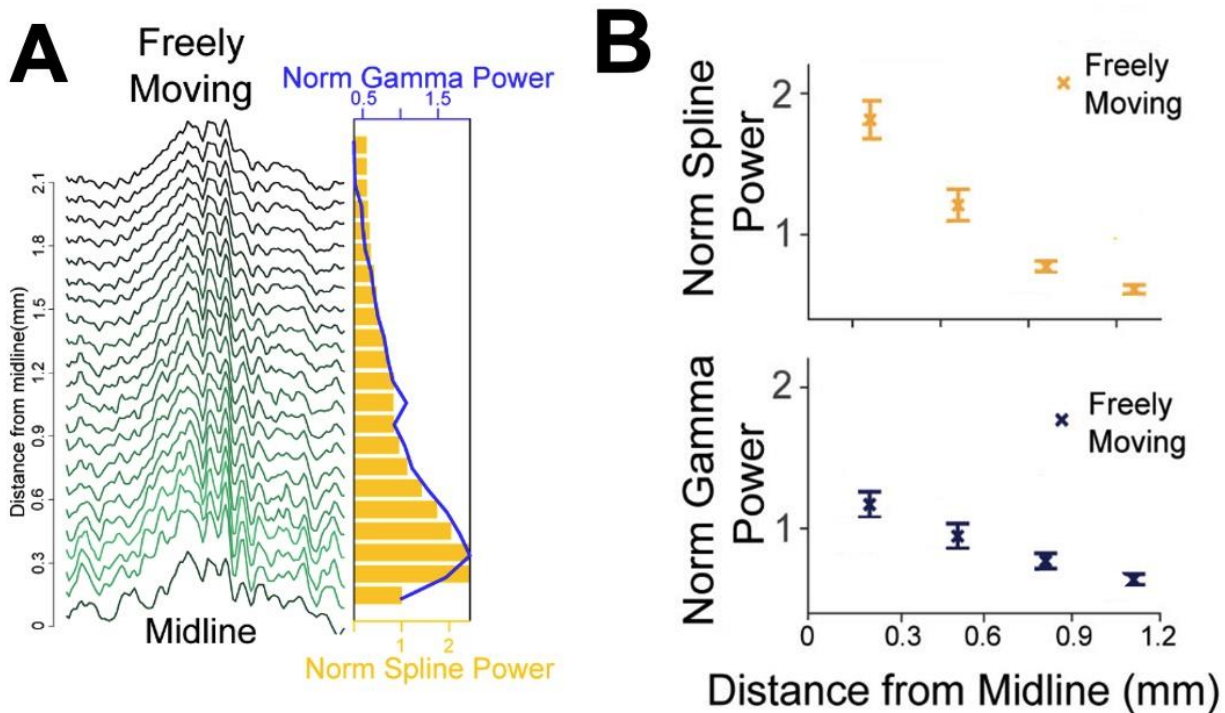 A
Freely
Moving
Norm Gamma Power
0.5 1.5
Distance from midline(mm)
2.1
1.8
1.5
1.2
0.9
0.6
0.3
0
Midline
1 2
Norm Spline Power
B
Norm Spline
Power
2
1
Freely
Moving
Norm Gamma
Power
2
1
Freely
Moving
0 0.3 0.6 0.9 1.2
Distance from Midline (mm)